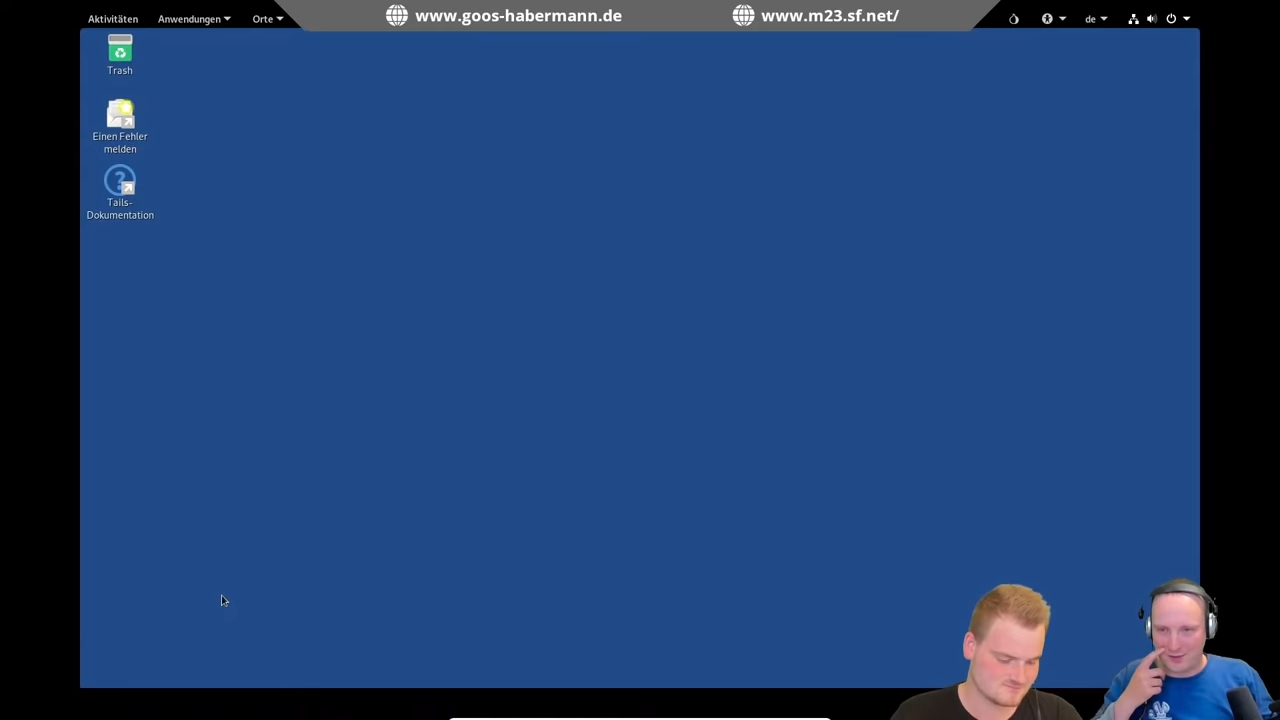 Aktivitäten Anwendungen Orte www.goos-habermann.de www.m23.sf.net/ de
Trash
Einen Fehler
melden
Tails-
Dokumentation